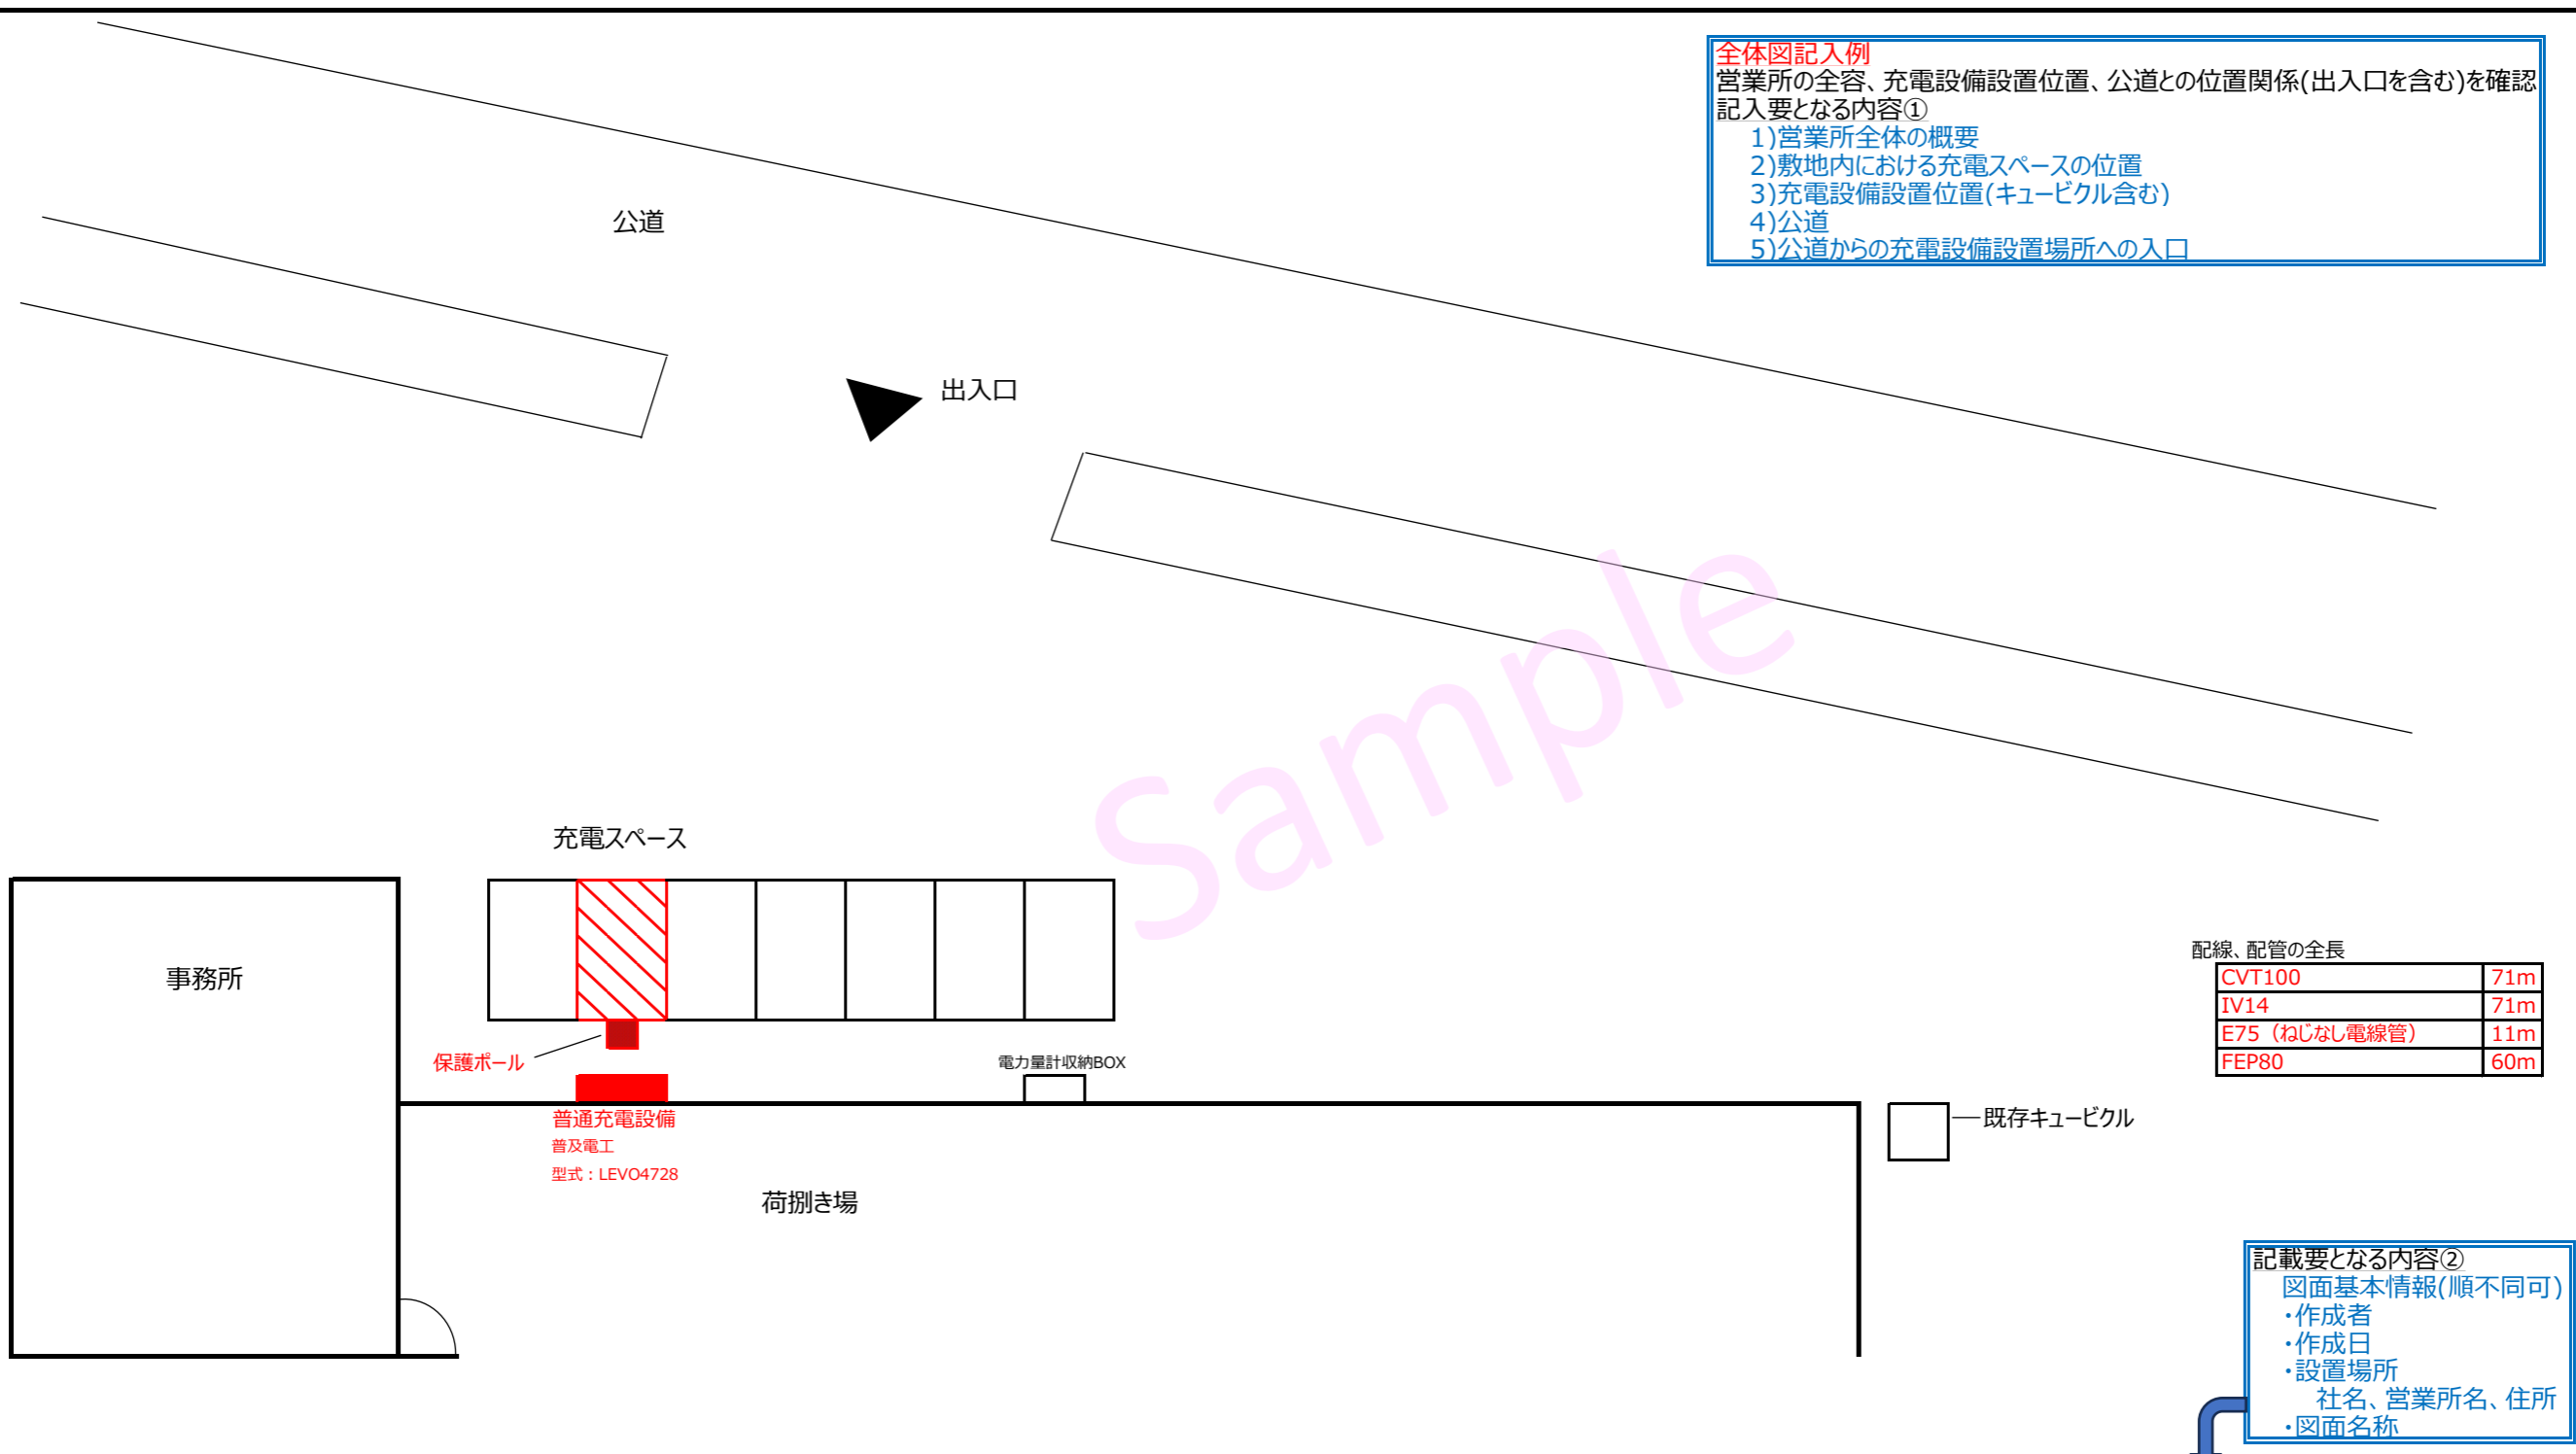 全体図記入例
営業所の全容、充電設備設置位置、公道との位置関係(出入口を含む)を確認
記入要となる内容①
1)営業所全体の概要
2)敷地内における充電スペースの位置
3)充電設備設置位置(キュービクル含む)
4)公道
5)公道からの充電設備設置場所への入口
公道
出入口
Sample
充電スペース
事務所
配線、配管の全長
CVT100 71m
IV14 71m
E75（ねじなし電線管） 11m
FEP80 60m
保護ポール
電力量計収納BOX
普通充電設備
普及電工
型式：LEVO4728
既存キュービクル
荷捌き場
記載要となる内容②
図面基本情報(順不同可)
・作成者
・作成日
・設置場所
社名、営業所名、住所
・図面名称